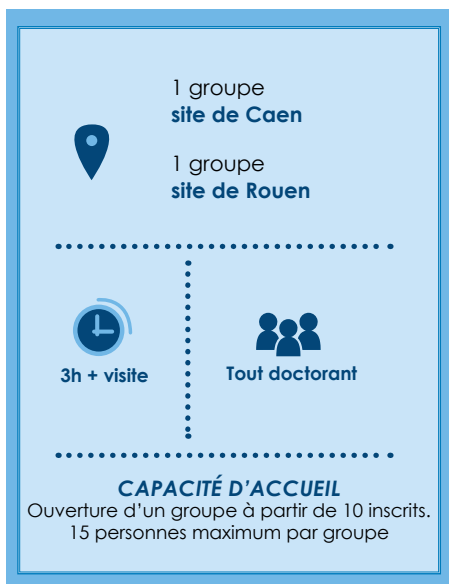 1 groupe
site de Caen
1 groupe
site de Rouen
3h + visite
Tout doctorant
CAPACITÉ D'ACCUEIL
Ouverture d'un groupe à partir de 10 inscrits.
15 personnes maximum par groupe